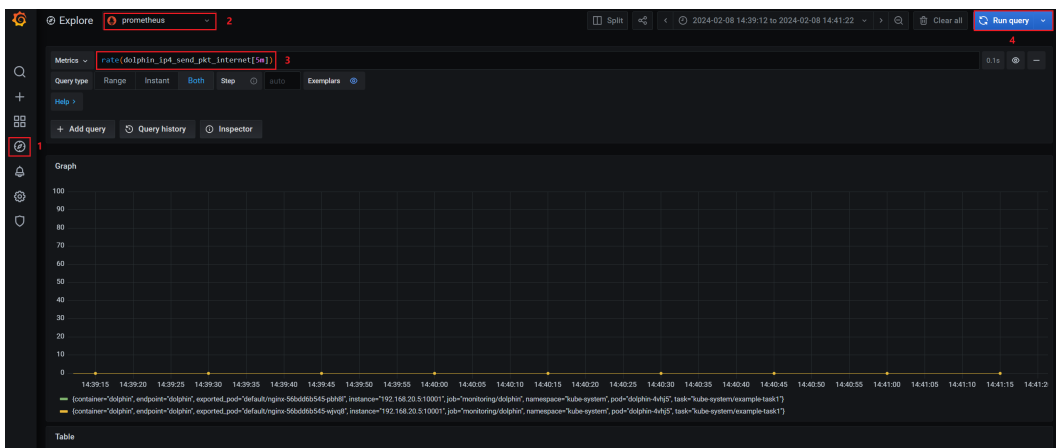 Explore prometheus 2 Split 2024-02-08 14:39:12 to 2024-02-08 14:41:22 Clear all Run query
4
Metrics rate(dolphin_ip4_send_pkt_internet[5m]) 3 0.1s
Query type Range Instant Both Step auto Exemplars
Help >
+ Add query Query history Inspector
1
Graph
100
90
80
70
60
50
40
30
20
10
0
14:39:15 14:39:20 14:39:25 14:39:30 14:39:35 14:39:40 14:39:45 14:39:50 14:39:55 14:40:00 14:40:05 14:40:10 14:40:15 14:40:20 14:40:25 14:40:30 14:40:35 14:40:40 14:40:45 14:40:50 14:40:55 14:41:00 14:41:05 14:41:10 14:41:15 14:41:2
{container="dolphin", endpoint="dolphin", exported_pod="default/nginx-56bdd6b545-pbh8l", instance="192.168.20.5:10001", job="monitoring/dolphin", namespace="kube-system", pod="dolphin-4vhj5", task="kube-system/example-task1"}
{container="dolphin", endpoint="dolphin", exported_pod="default/nginx-56bdd6b545-wjvq8", instance="192.168.20.5:10001", job="monitoring/dolphin", namespace="kube-system", pod="dolphin-4vhj5", task="kube-system/example-task1"}
Table